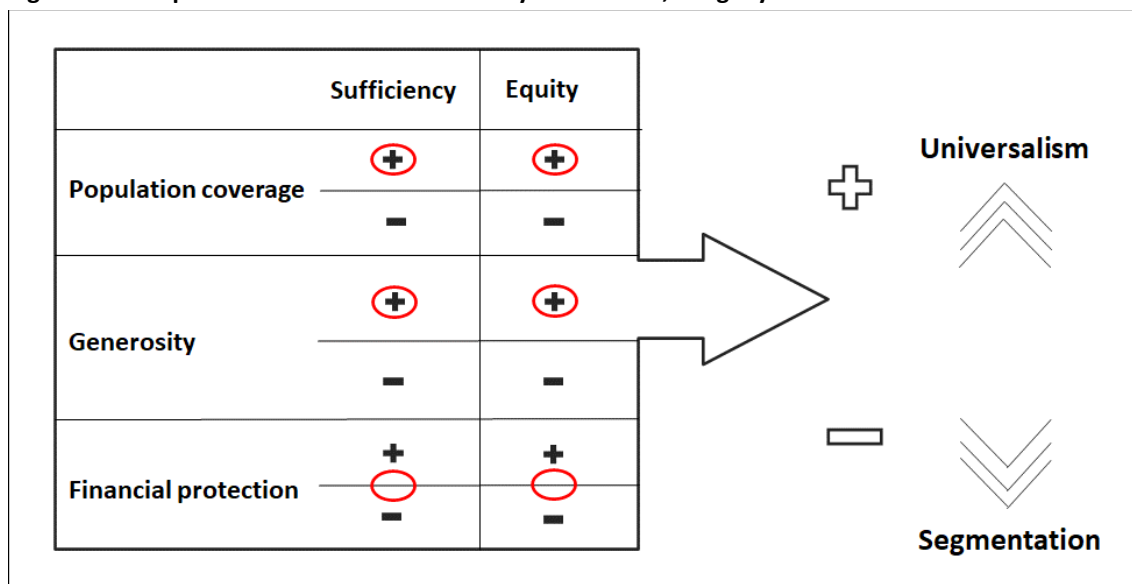 Sufficiency Equity
+ +
Population coverage
- -
+ +
Generosity
- -
+ +
Financial protection
- -
+
Universalism
-
Segmentation